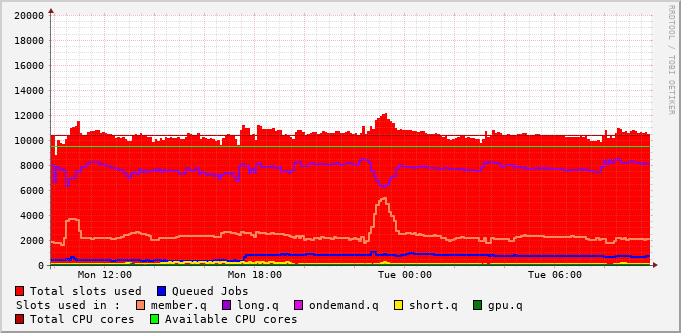 RRDTOOL / TOBI OETIKER
20000
18000
16000
14000
12000
10000
8000
6000
4000
2000
0
Mon 12:00 Mon 18:00 Tue 00:00 Tue 06:00
Total slots used Queued Jobs
Slots used in : member.q long.q ondemand.q short.q gpu.q
Total CPU cores Available CPU cores